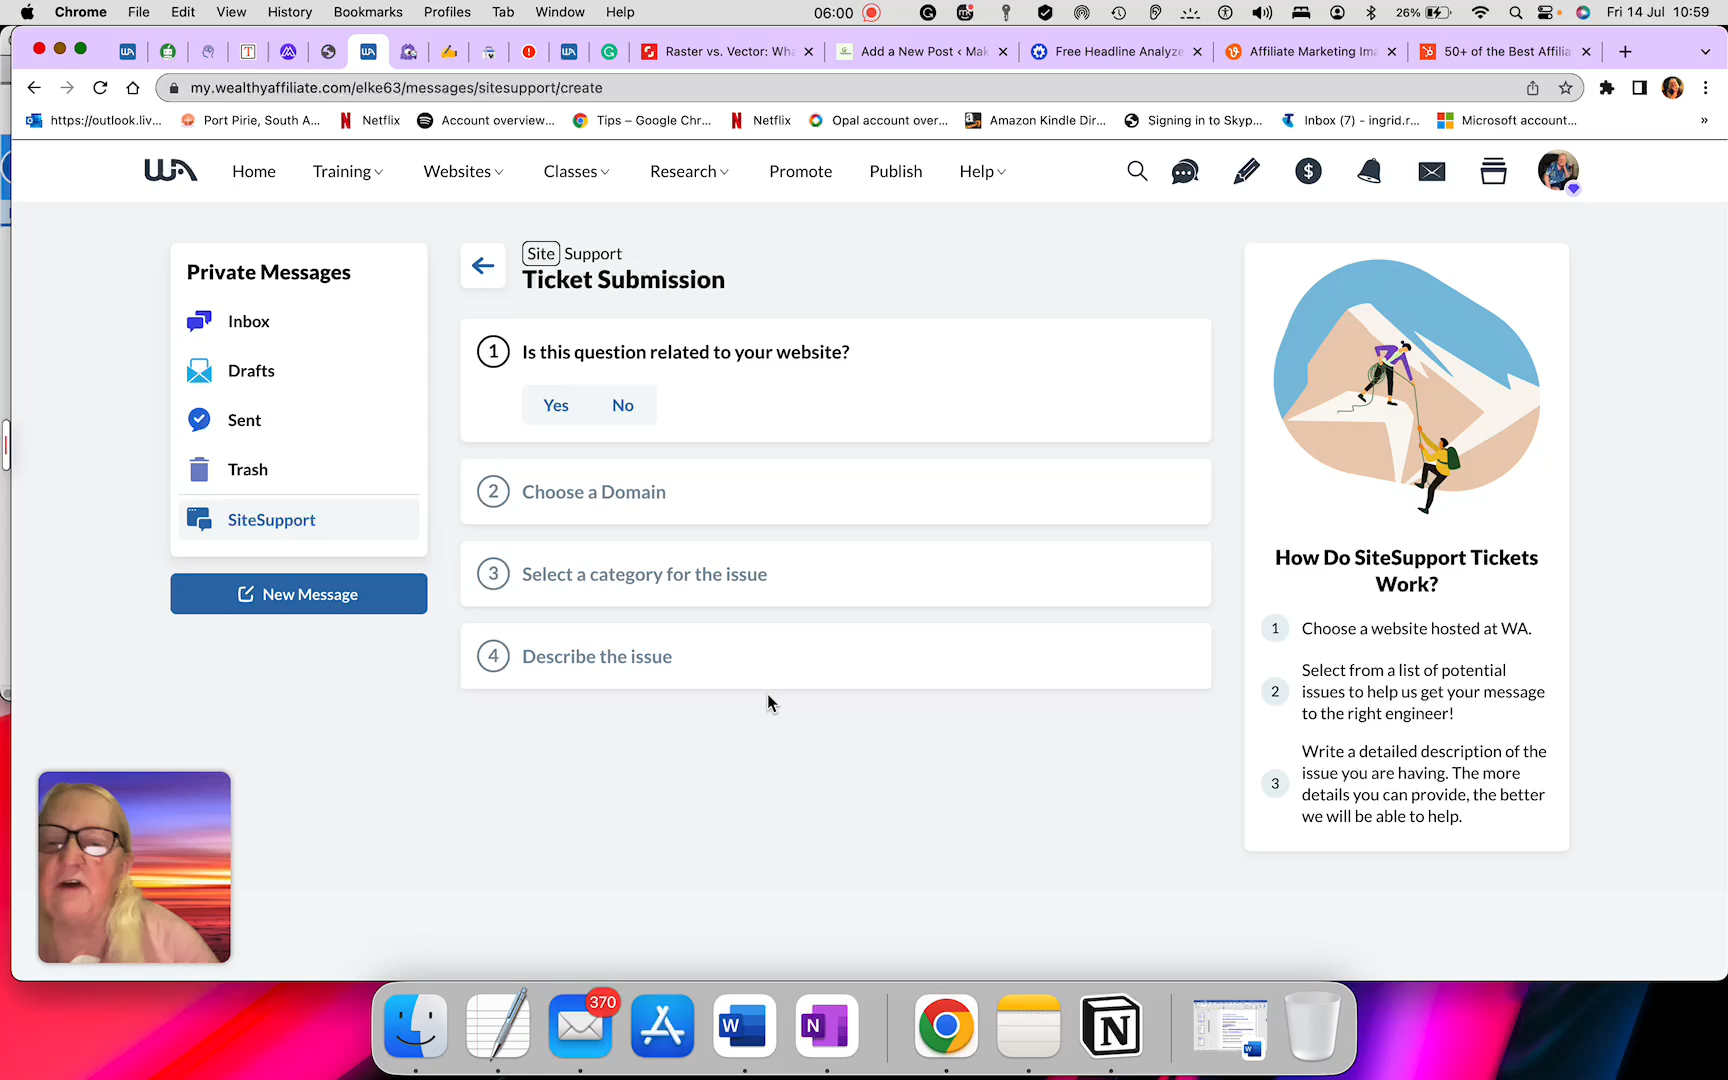 Chrome File Edit View History Bookmarks Profiles Tab Window Help 06:00 26% Fri 14 Jul 10:59
Raster vs. Vector: Wh Add a New Post ‹ Mak Free Headline Analyze Affiliate Marketing Im 50+ of the Best Affilia
my.wealthyaffiliate.com/elke63/messages/sitesupport/create
https://outlook.liv... Port Pirie, South A... Netflix Account overview... Tips – Google Chr... Netflix Opal account over... Amazon Kindle Dir... Signing in to Skyp... Inbox (7) - ingrid.r... Microsoft account... »
WA Home Training Websites Classes Research Promote Publish Help
Private Messages
Inbox
Drafts
Sent
Trash
SiteSupport
New Message
Site Support
Ticket Submission
1 Is this question related to your website?
Yes No
2 Choose a Domain
3 Select a category for the issue
4 Describe the issue
How Do SiteSupport Tickets
Work?
1 Choose a website hosted at WA.
Select from a list of potential
2 issues to help us get your message
to the right engineer!
Write a detailed description of the
issue you are having. The more
3 details you can provide, the better
we will be able to help.
370
W N N